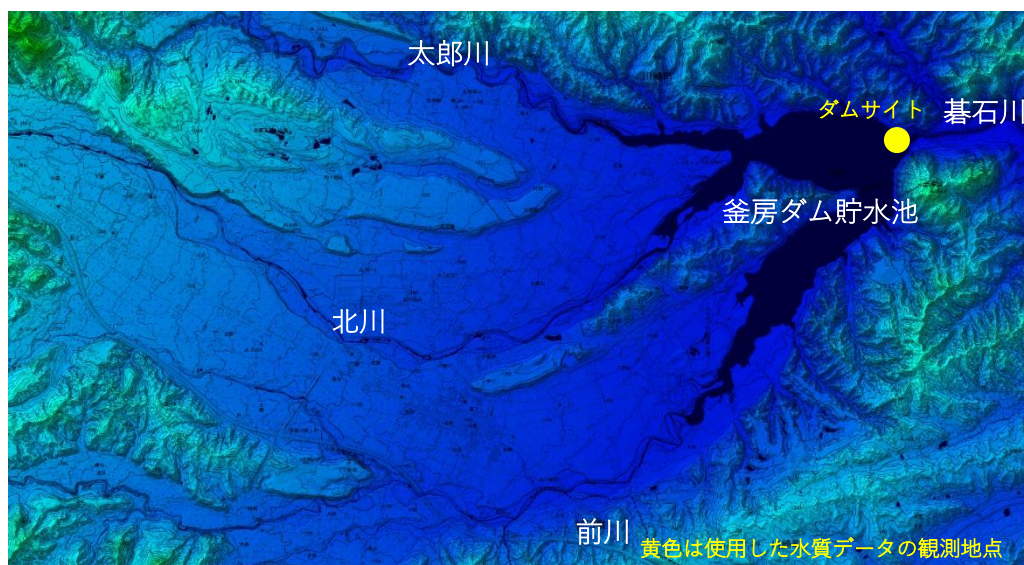 太郎川
ダムサイト
碁石川
釜房ダム貯水池
北川
前川
黄色は使用した水質データの観測地点